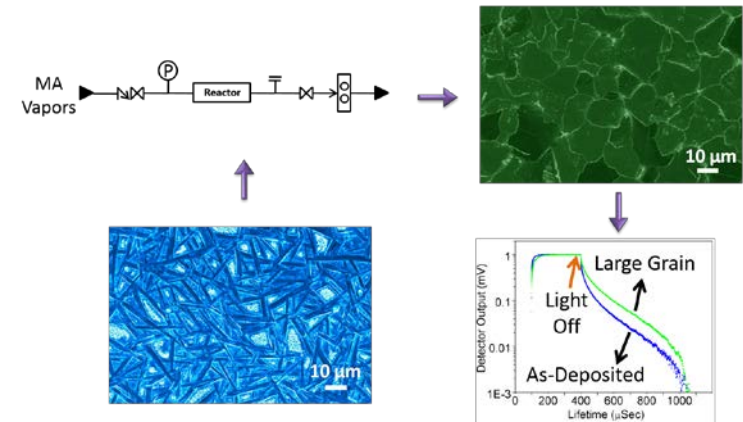 MA
Vapors
P
Reactor
10 μm
10 μm
Detector Output (mV)
1
0.1
0.01
1E-3
Light
Off
Large Grain
As-Deposited
0 200 400 600 800 1000
Lifetime (μSec)